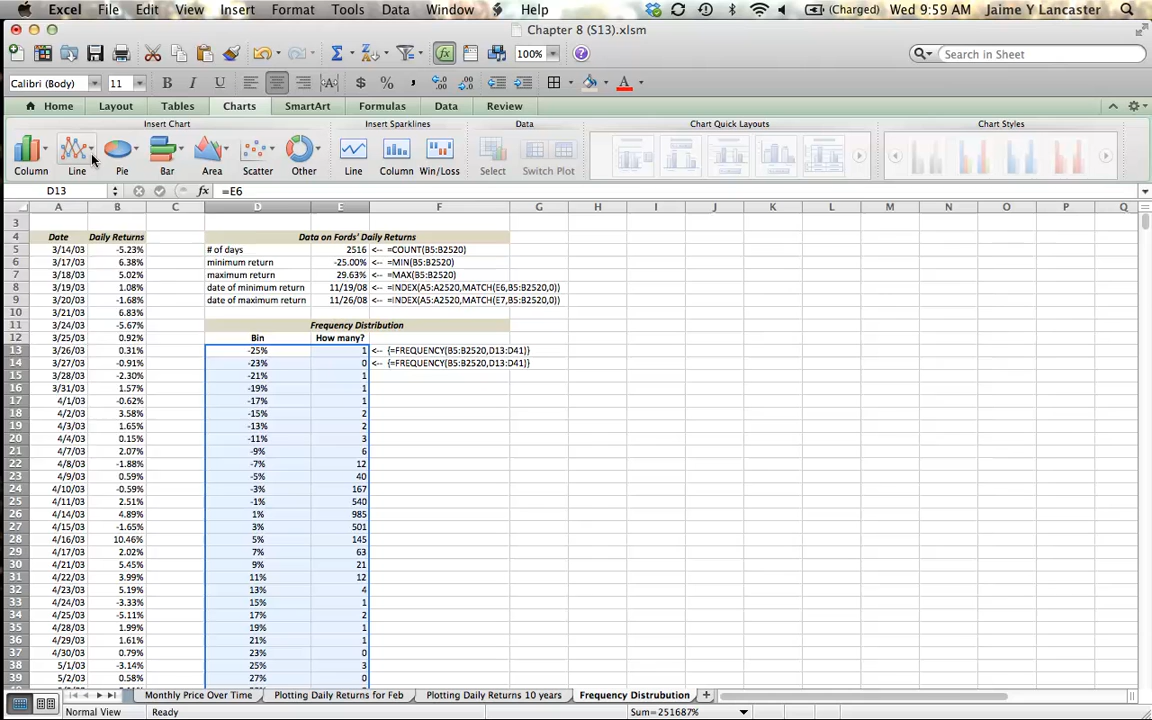 Excel File Edit View Insert Format Tools Data Window Help (Charged) Wed 9:59 AM Jaime Y Lancaster
Chapter 8 (S13).xlsm
100% Search in Sheet
Calibri (Body) 11 B I U $ %
Home Layout Tables Charts SmartArt Formulas Data Review
Insert Chart Insert Sparklines Data Chart Quick Layouts Chart Styles
Column Line Pie Bar Area Scatter Other Line Column Win/Loss Select Switch Plot
D13 fx =E6
A B C D E F G H I J K L M N O P Q
3
4 Date Daily Returns Data on Fords' Daily Returns
5 3/14/03 -5.23% # of days 2516 <-- =COUNT(B5:B2520)
6 3/17/03 6.38% minimum return -25.00% <-- =MIN(B5:B2520)
7 3/18/03 5.02% maximum return 29.63% <-- =MAX(B5:B2520)
8 3/19/03 1.08% date of minimum return 11/19/08 <-- =INDEX(A5:A2520,MATCH(E6,B5:B2520,0))
9 3/20/03 -1.68% date of maximum return 11/26/08 <-- =INDEX(A5:A2520,MATCH(E7,B5:B2520,0))
10 3/21/03 6.83%
11 3/24/03 -5.67% Frequency Distribution
12 3/25/03 0.92% Bin How many?
13 3/26/03 0.31% -25% 1 <-- {=FREQUENCY(B5:B2520,D13:D41)}
14 3/27/03 -0.91% -23% 0 <-- {=FREQUENCY(B5:B2520,D13:D41)}
15 3/28/03 -2.30% -21% 1
16 3/31/03 1.57% -19% 1
17 4/1/03 -0.62% -17% 1
18 4/2/03 3.58% -15% 2
19 4/3/03 1.65% -13% 2
20 4/4/03 0.15% -11% 3
21 4/7/03 2.07% -9% 6
22 4/8/03 -1.88% -7% 12
23 4/9/03 0.59% -5% 40
24 4/10/03 -0.59% -3% 167
25 4/11/03 2.51% -1% 540
26 4/14/03 4.89% 1% 985
27 4/15/03 -1.65% 3% 501
28 4/16/03 10.46% 5% 145
29 4/17/03 2.02% 7% 63
30 4/21/03 5.45% 9% 21
31 4/22/03 3.99% 11% 12
32 4/23/03 5.19% 13% 4
33 4/24/03 -3.33% 15% 1
34 4/25/03 -5.11% 17% 2
35 4/28/03 1.99% 19% 1
36 4/29/03 1.61% 21% 1
37 4/30/03 0.79% 23% 0
38 5/1/03 -3.14% 25% 3
39 5/2/03 0.58% 27% 0
Monthly Price Over Time Plotting Daily Returns for Feb Plotting Daily Returns 10 years Frequency Distrubution
Normal View Ready Sum=251687%